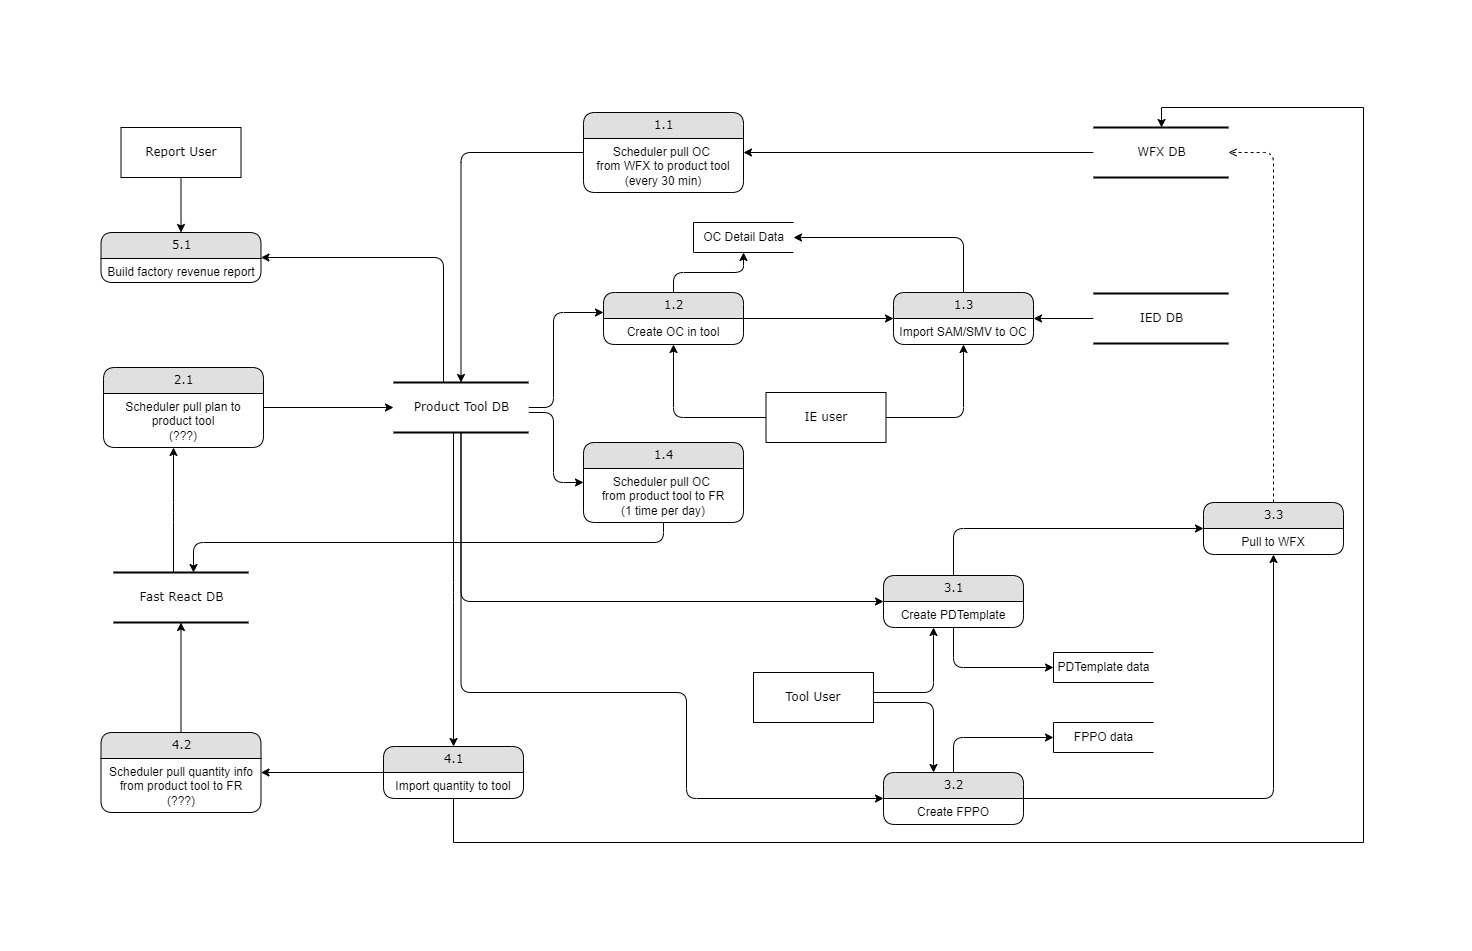 1.1
Scheduler pull OC
from WFX to product tool
(every 30 min)
Report User
WFX DB
5.1
Build factory revenue report
OC Detail Data
1.2
Create OC in tool
1.3
Import SAM/SMV to OC
IED DB
2.1
Scheduler pull plan to
product tool
(???)
Product Tool DB
IE user
1.4
Scheduler pull OC
from product tool to FR
(1 time per day)
3.3
Pull to WFX
Fast React DB
3.1
Create PDTemplate
PDTemplate data
Tool User
FPPO data
4.2
Scheduler pull quantity info
from product tool to FR
(???)
4.1
Import quantity to tool
3.2
Create FPPO